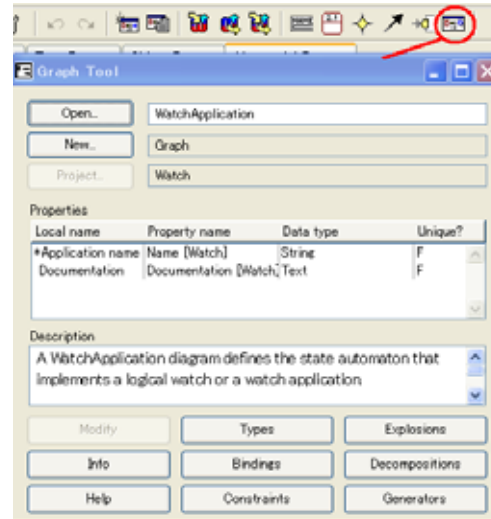 Graph Tool
Open... WatchApplication
New... Graph
Project... Watch
Properties
Local name Property name Data type Unique?
*Application name Name [Watch] String F
Documentation Documentation [Watch] Text F
Description
A WatchApplication diagram defines the state automaton that
implements a logical watch or a watch application
Modify Types Explosions
Info Bindings Decompositions
Help Constraints Generators